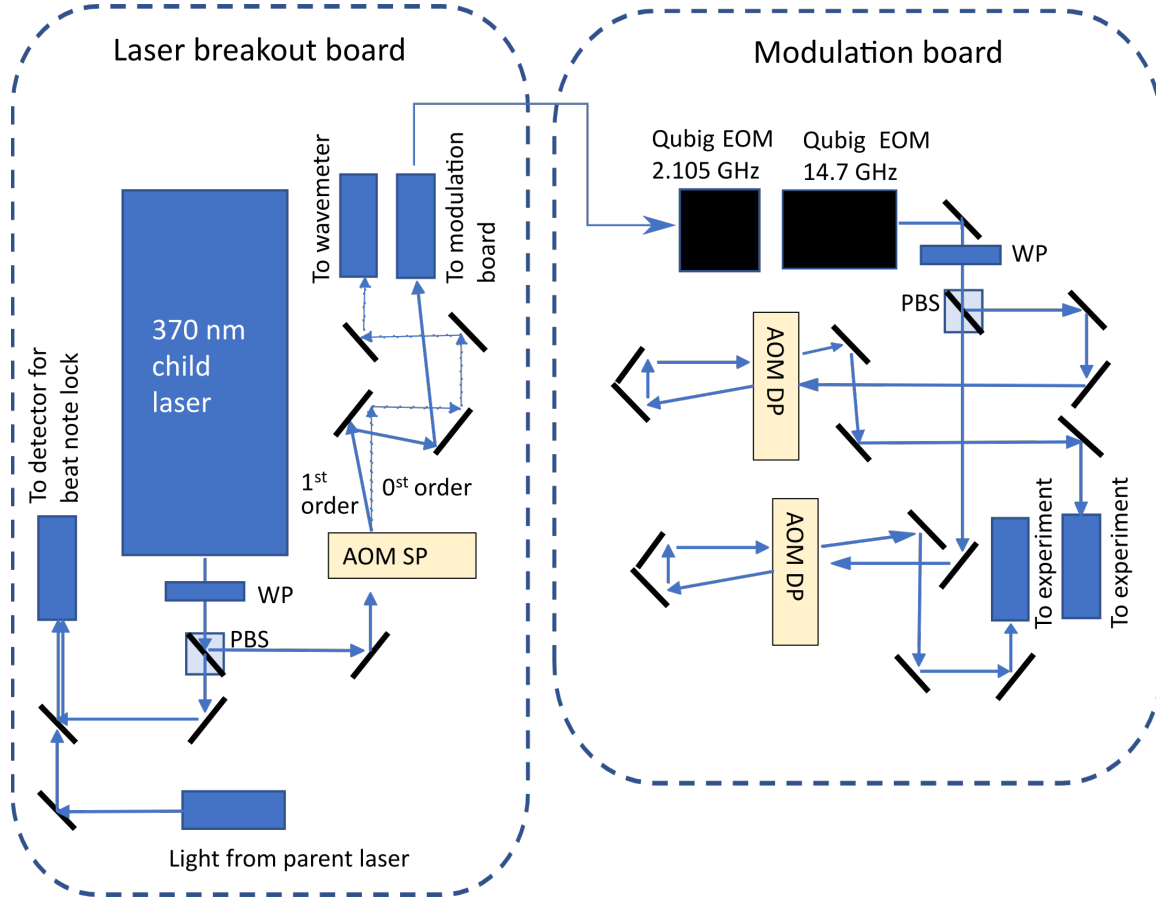 Laser breakout board
Modulation board
To wavemeter
To modulation
board
Qubig EOM
2.105 GHz
Qubig EOM
14.7 GHz
WP
PBS
370 nm
child
laser
AOM DP
To detector for
beat note lock
1st
order
0st order
AOM SP
AOM DP
To experiment
To experiment
WP
PBS
Light from parent laser